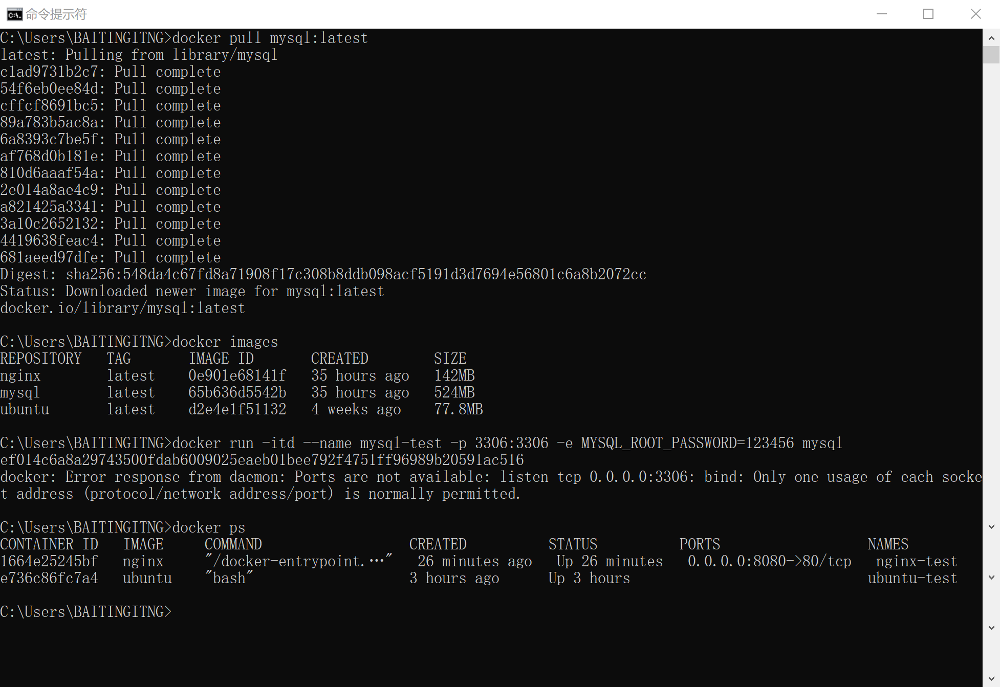 命令提示符
C:\Users\BAITINGITNG>docker pull mysql:latest
latest: Pulling from library/mysql
c1ad9731b2c7: Pull complete
54f6eb0ee84d: Pull complete
cffcf8691bc5: Pull complete
89a783b5ac8a: Pull complete
6a8393c7be5f: Pull complete
af768d0b181e: Pull complete
810d6aaaf54a: Pull complete
2e014a8ae4c9: Pull complete
a821425a3341: Pull complete
3a10c2652132: Pull complete
4419638feac4: Pull complete
681aeed97dfe: Pull complete
Digest: sha256:548da4c67fd8a71908f17c308b8ddb098acf5191d3d7694e56801c6a8b2072cc
Status: Downloaded newer image for mysql:latest
docker.io/library/mysql:latest
C:\Users\BAITINGITNG>docker images
REPOSITORY   TAG       IMAGE ID       CREATED        SIZE
nginx        latest    0e901e68141f   35 hours ago   142MB
mysql        latest    65b636d5542b   35 hours ago   524MB
ubuntu       latest    d2e4e1f51132   4 weeks ago    77.8MB
C:\Users\BAITINGITNG>docker run -itd --name mysql-test -p 3306:3306 -e MYSQL_ROOT_PASSWORD=123456 mysql
ef014c6a8a29743500fdab6009025eaeb01bee792f4751ff96989b20591ac516
docker: Error response from daemon: Ports are not available: listen tcp 0.0.0.0:3306: bind: Only one usage of each socke
t address (protocol/network address/port) is normally permitted.
C:\Users\BAITINGITNG>docker ps
CONTAINER ID   IMAGE     COMMAND                  CREATED          STATUS          PORTS                  NAMES
1664e25245bf   nginx     "/docker-entrypoint.…"   26 minutes ago   Up 26 minutes   0.0.0.0:8080->80/tcp   nginx-test
e736c86fc7a4   ubuntu    "bash"                   3 hours ago      Up 3 hours                             ubuntu-test
C:\Users\BAITINGITNG>